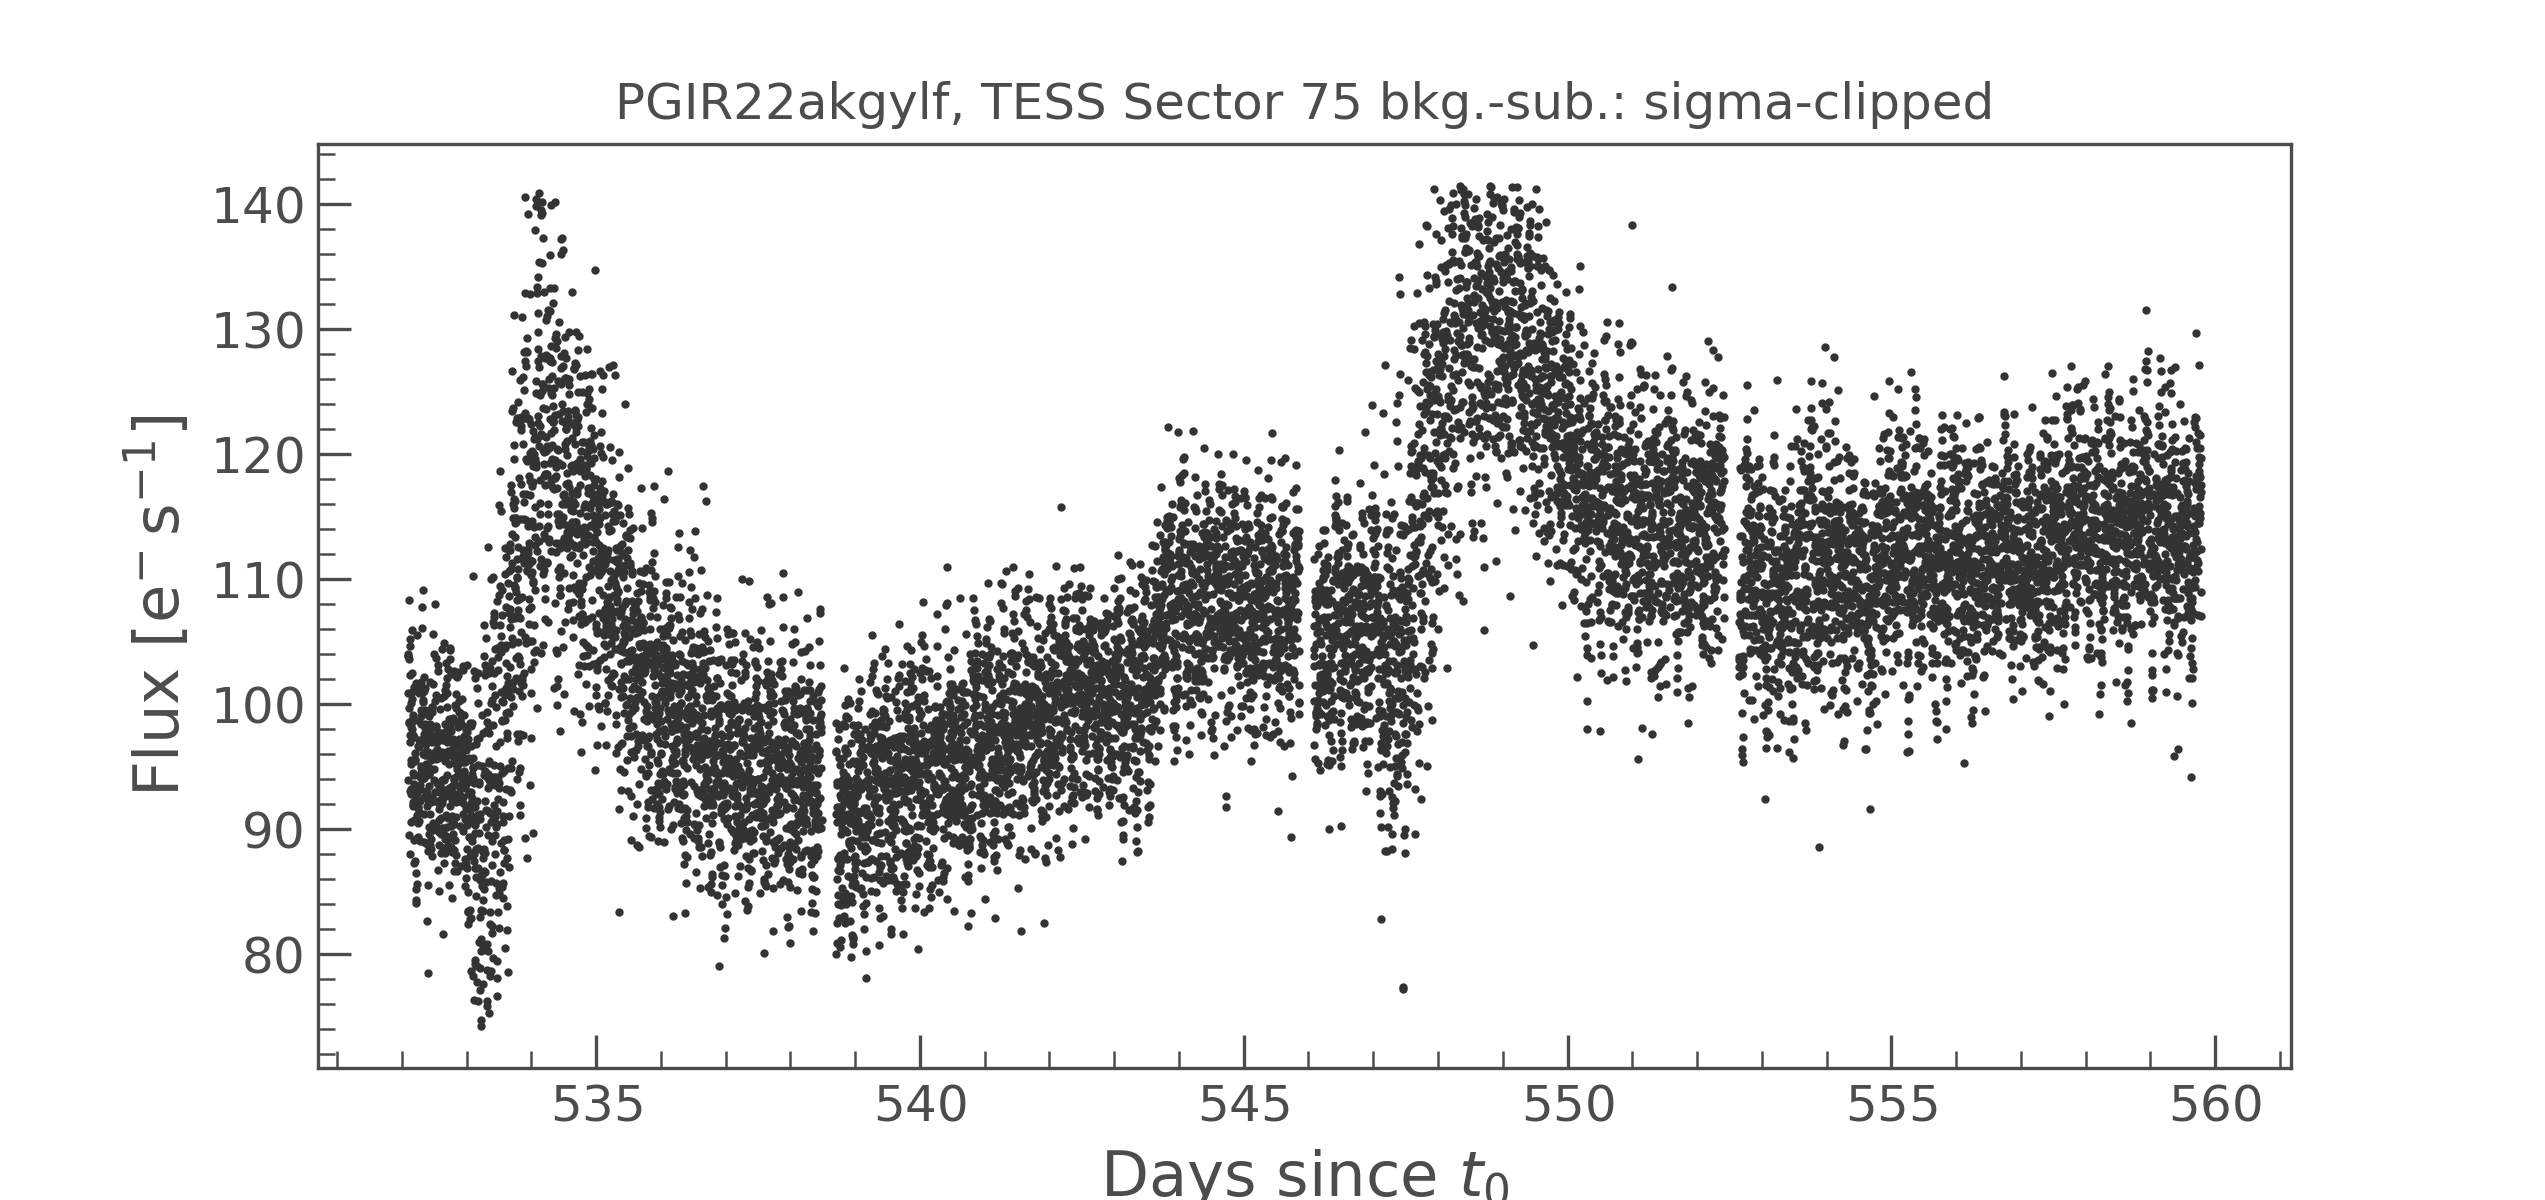 PGIR22akgylf, TESS Sector 75 bkg.-sub.: sigma-clipped
Flux [e⁻ s⁻¹]
140
130
120
110
100
90
80
535 540 545 550 555 560
Days since t₀